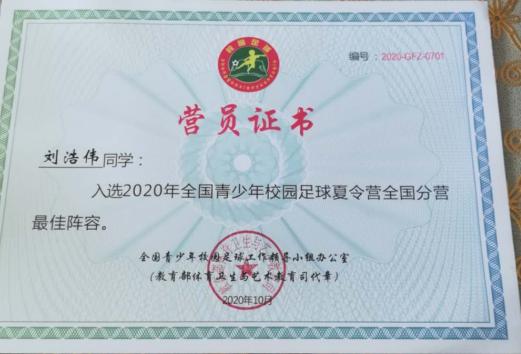 校园足球
编号：2020-GFZ-0701
营员证书
刘浩伟同学：
入选2020年全国青少年校园足球夏令营全国分营
最佳阵容。
全国青少年校园足球工作领导小组办公室
（教育部体育卫生与艺术教育司代章）
2020年10月